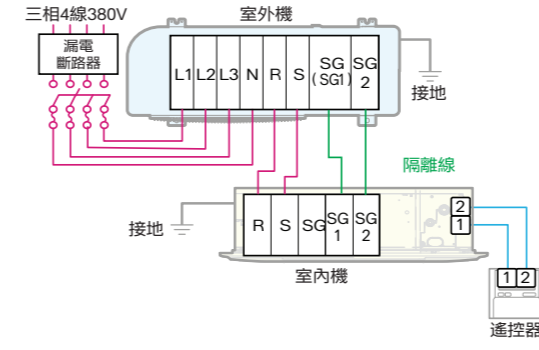 三相4線380V
室外機
漏電
斷路器
L1 L2 L3 N R S SG SG
(SG1) 2
接地
隔離線
接地
R S SG SG SG
1 2
2
1
室內機
1 2
遙控器